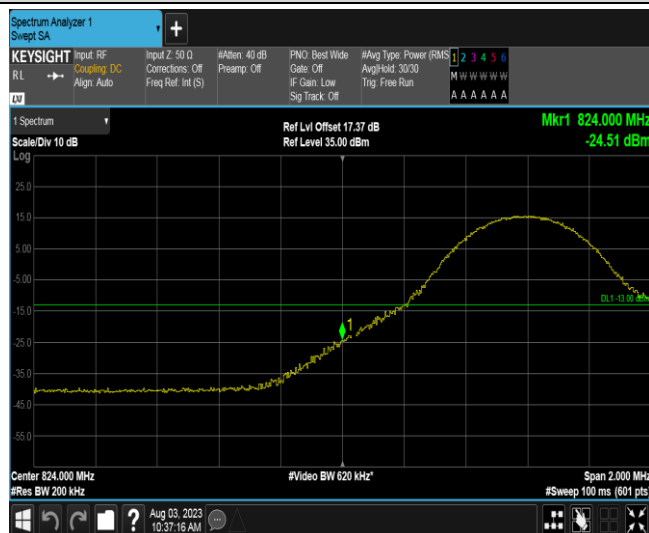 Spectrum Analyzer 1
Swept SA
KEYSIGHT
RL
LXI
Input: RF
Coupling: DC
Align: Auto
Input Z: 50 Ω
Corrections: Off
Freq Ref: Int (S)
#Atten: 40 dB
Preamp: Off
PNO: Best Wide
Gate: Off
IF Gain: Low
Sig Track: Off
#Avg Type: Power (RMS
Avg|Hold: 30/30
Trig: Free Run
1 2 3 4 5 6
M W W W W W
A A A A A A
1 Spectrum
Scale/Div 10 dB
Log
Ref Lvl Offset 17.37 dB
Ref Level 35.00 dBm
Mkr1 824.000 MHz
-24.51 dBm
25.0
15.0
5.00
-5.00
-15.0
-25.0
-35.0
-45.0
-55.0
DL1 -13.00 dBm
1
Center 824.000 MHz
#Res BW 200 kHz
#Video BW 620 kHz*
Span 2.000 MHz
#Sweep 100 ms (601 pts)
?
Aug 03, 2023
10:37:16 AM